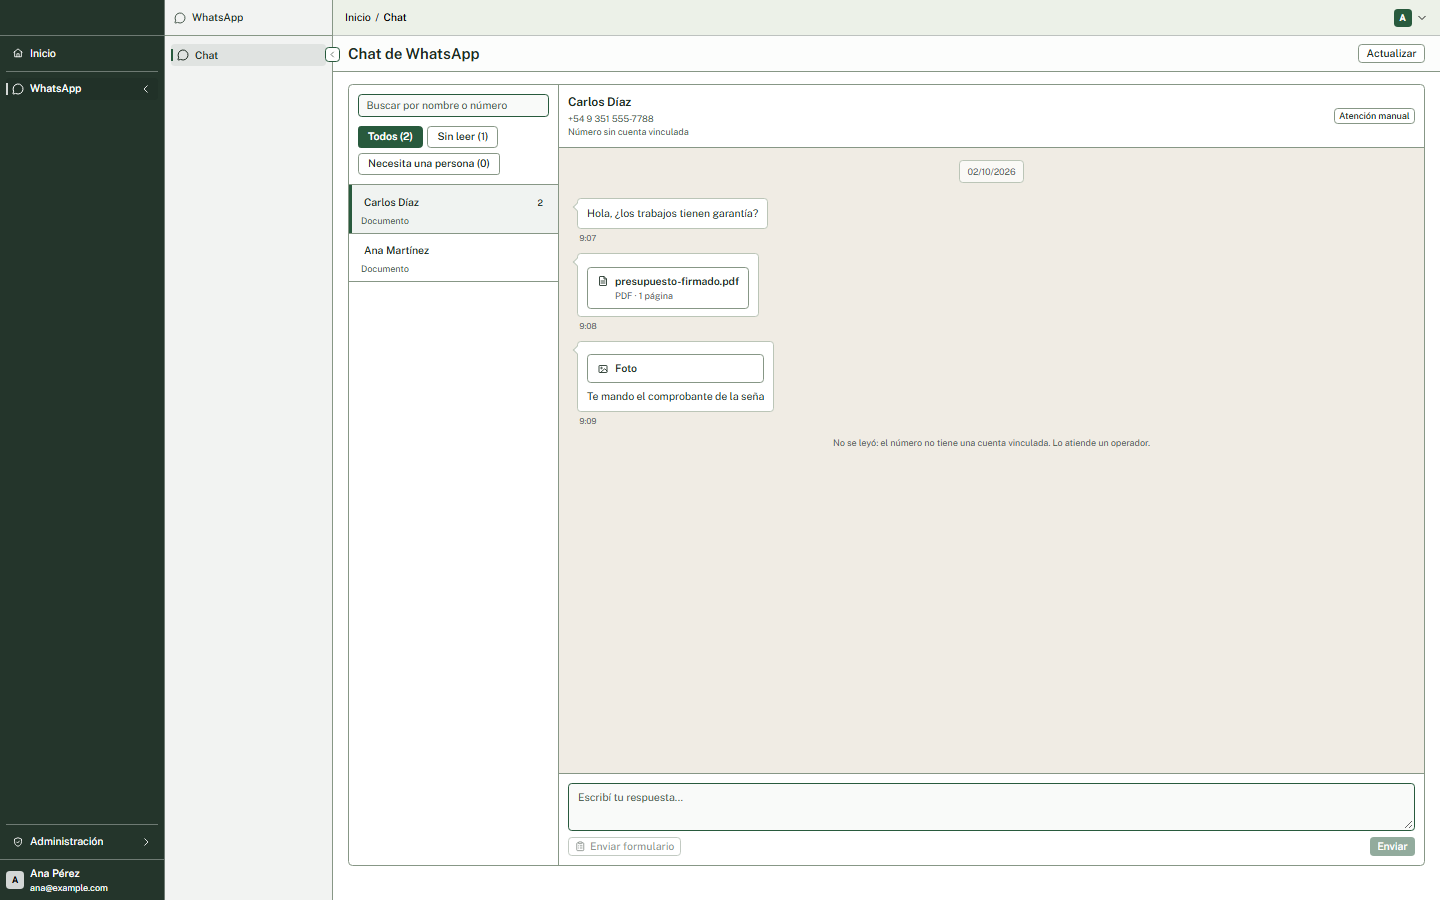 WhatsApp
Inicio / Chat
A
Inicio
WhatsApp
Chat
Chat de WhatsApp
Actualizar
Buscar por nombre o número
Todos (2)
Sin leer (1)
Necesita una persona (0)
Carlos Díaz
2
Documento
Ana Martínez
Documento
Carlos Díaz
+54 9 351 555-7788
Número sin cuenta vinculada
Atención manual
02/10/2026
Hola, ¿los trabajos tienen garantía?
9:07
presupuesto-firmado.pdf
PDF · 1 página
9:08
Foto
Te mando el comprobante de la seña
9:09
No se leyó: el número no tiene una cuenta vinculada. Lo atiende un operador.
Escribí tu respuesta...
Enviar formulario
Enviar
Administración
A
Ana Pérez
ana@example.com